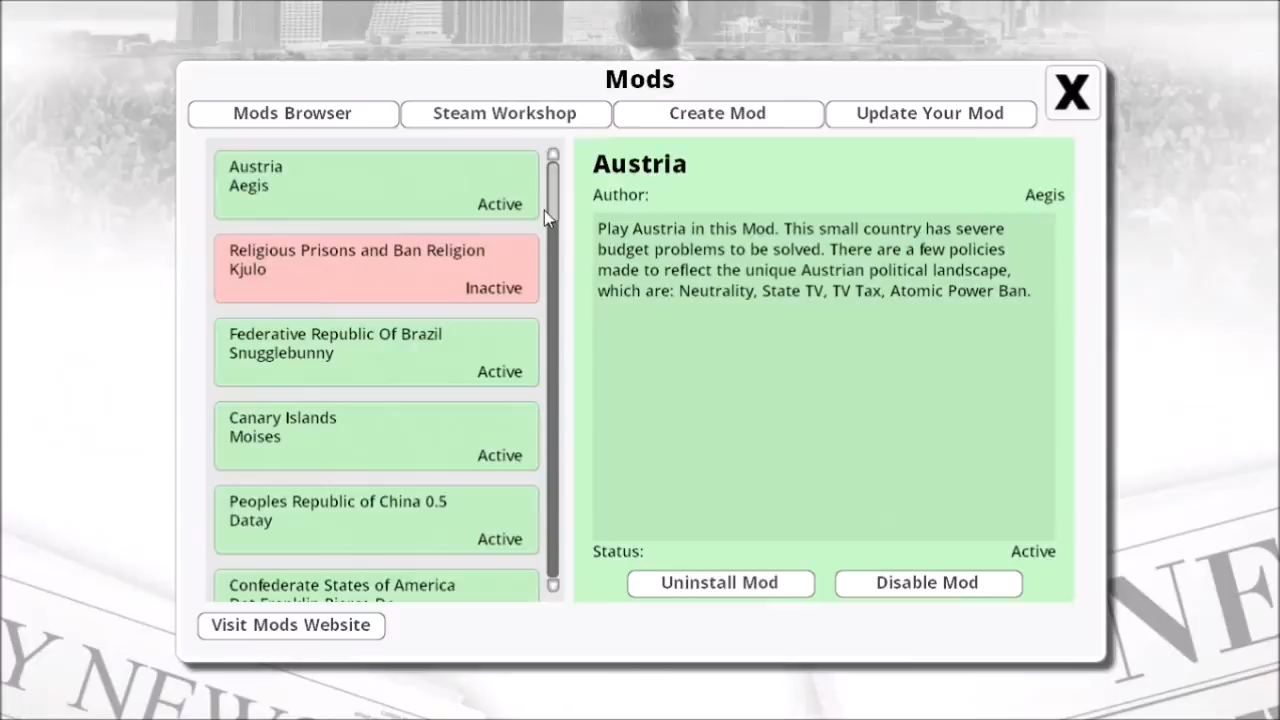 Mods
Mods Browser
Steam Workshop
Create Mod
Update Your Mod
X
Austria
Aegis
Active
Religious Prisons and Ban Religion
Kjulo
Inactive
Federative Republic Of Brazil
Snugglebunny
Active
Canary Islands
Moises
Active
Peoples Republic of China 0.5
Datay
Active
Confederate States of America
Austria
Author: Aegis
Play Austria in this Mod. This small country has severe
budget problems to be solved. There are a few policies
made to reflect the unique Austrian political landscape,
which are: Neutrality, State TV, TV Tax, Atomic Power Ban.
Status: Active
Uninstall Mod
Disable Mod
Visit Mods Website